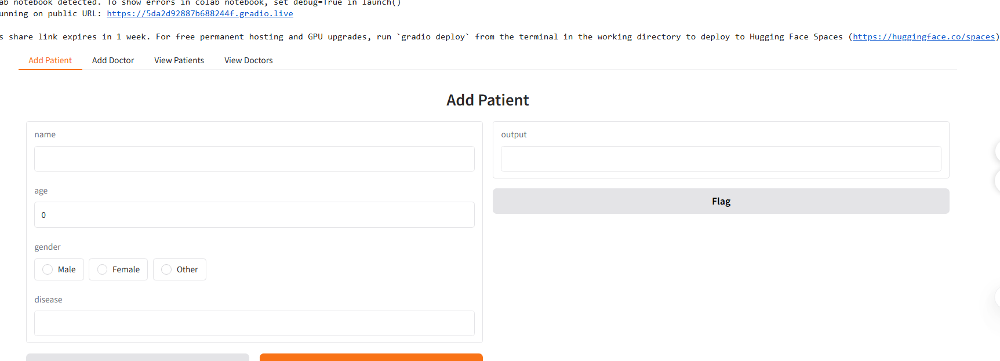 ab notebook detected. To show errors in colab notebook, set debug=True in launch()
unning on public URL: https://5da2d92887b688244f.gradio.live
s share link expires in 1 week. For free permanent hosting and GPU upgrades, run `gradio deploy` from the terminal in the working directory to deploy to Hugging Face Spaces (https://huggingface.co/spaces)
Add Patient Add Doctor View Patients View Doctors
Add Patient
name
output
age
0
Flag
gender
Male Female Other
disease